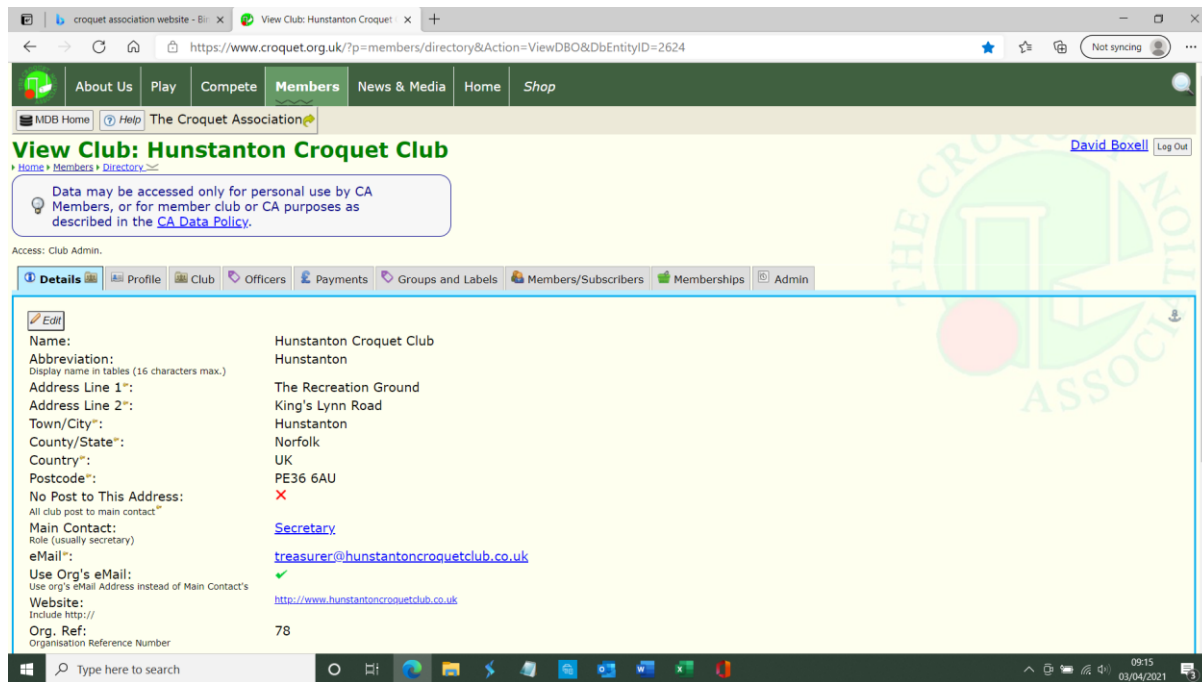 croquet association website - Bin
View Club: Hunstanton Croquet
https://www.croquet.org.uk/?p=members/directory&Action=ViewDBO&DbEntityID=2624
Not syncing
About Us Play Compete Members News & Media Home Shop
MDB Home Help The Croquet Association
View Club: Hunstanton Croquet Club
David Boxell Log Out
Home Members Directory
Data may be accessed only for personal use by CA
Members, or for member club or CA purposes as
described in the CA Data Policy.
Access: Club Admin.
Details Profile Club Officers Payments Groups and Labels Members/Subscribers Memberships Admin
THE CROQUET ASSOCIATION
Edit
Name: Hunstanton Croquet Club
Abbreviation: Hunstanton
Display name in tables (16 characters max.)
Address Line 1: The Recreation Ground
Address Line 2: King's Lynn Road
Town/City: Hunstanton
County/State: Norfolk
Country: UK
Postcode: PE36 6AU
No Post to This Address:
All club post to main contact
Main Contact: Secretary
Role (usually secretary)
eMail: treasurer@hunstantoncroquetclub.co.uk
Use Org's eMail:
Use org's eMail Address instead of Main Contact's
Website: http://www.hunstantoncroquetclub.co.uk
Include http://
Org. Ref: 78
Organisation Reference Number
Type here to search
09:15
03/04/2021